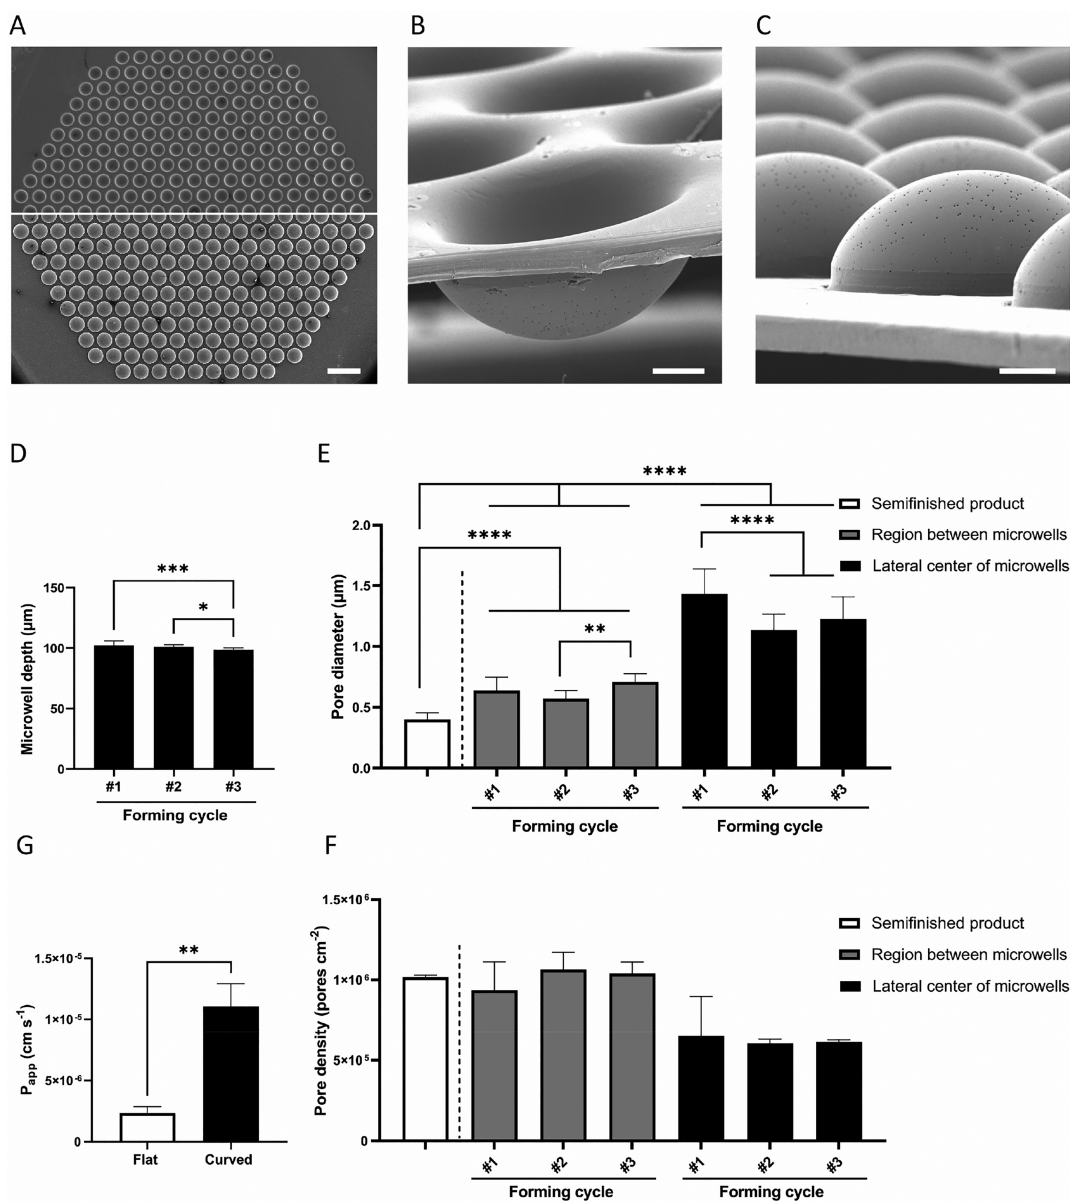 A
B
C
D
Microwell depth (μm)
150
100
50
0
***
*
#1
#2
#3
Forming cycle
E
Pore diameter (μm)
2.0
1.5
1.0
0.5
0.0
****
****
**
****
Semifinished product
Region between microwells
Lateral center of microwells
#1
#2
#3
#1
#2
#3
Forming cycle
Forming cycle
G
P_app (cm s⁻¹)
1.5×10⁻⁵
1×10⁻⁵
5×10⁻⁶
0
**
Flat
Curved
F
Pore density (pores cm⁻²)
1.5×10⁶
1×10⁶
5×10⁵
0
Semifinished product
Region between microwells
Lateral center of microwells
#1
#2
#3
#1
#2
#3
Forming cycle
Forming cycle